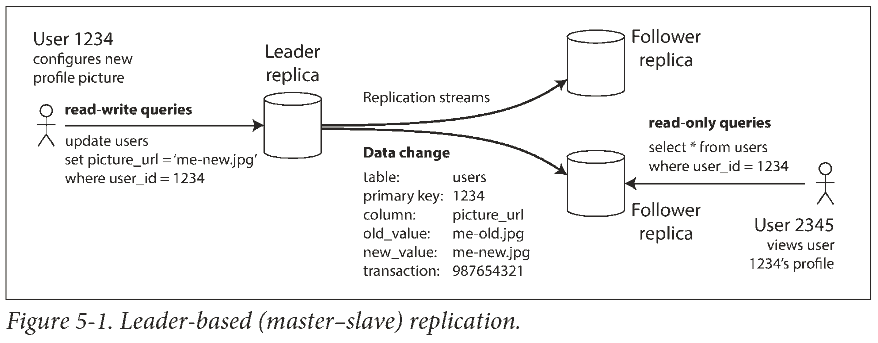 User 1234
configures new
profile picture
read-write queries
update users
set picture_url = ‘me-new.jpg’
where user_id = 1234
Leader
replica
Replication streams
Data change
table: users
primary key: 1234
column: picture_url
old_value: me-old.jpg
new_value: me-new.jpg
transaction: 987654321
Follower
replica
read-only queries
select * from users
where user_id = 1234
Follower
replica
User 2345
views user
1234’s profile
Figure 5-1. Leader-based (master–slave) replication.